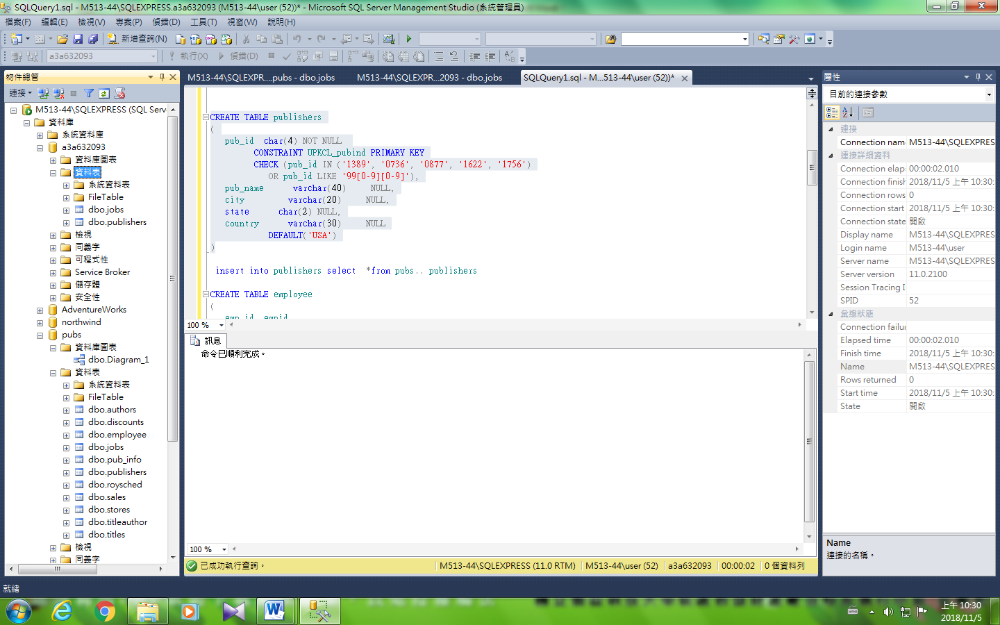 SQLQuery1.sql - M513-44\SQLEXPRESS.a3a632093 (M513-44\user (52))* - Microsoft SQL Server Management Studio (系統管理員)
檔案(F) 編輯(E) 檢視(V) 專案(P) 偵錯(D) 工具(T) 視窗(W) 說明(H)
新增查詢(N)
a3a632093 執行(X) 偵錯(D)
物件總管
連接
M513-44\SQLEXPRESS (SQL Serv
資料庫
系統資料庫
a3a632093
資料庫圖表
資料表
系統資料表
FileTable
dbo.jobs
dbo.publishers
檢視
同義字
可程式性
Service Broker
儲存體
安全性
AdventureWorks
northwind
pubs
資料庫圖表
dbo.Diagram_1
資料表
系統資料表
FileTable
dbo.authors
dbo.discounts
dbo.employee
dbo.jobs
dbo.pub_info
dbo.publishers
dbo.roysched
dbo.sales
dbo.stores
dbo.titleauthor
dbo.titles
檢視
同義字
M513-44\SQLEXPR....pubs - dbo.jobs M513-44\SQLEXPR...2093 - dbo.jobs SQLQuery1.sql - M...513-44\user (52))*
CREATE TABLE publishers
(
pub_id char(4) NOT NULL
CONSTRAINT UPKCL_pubind PRIMARY KEY
CHECK (pub_id IN ('1389', '0736', '0877', '1622', '1756')
OR pub_id LIKE '99[0-9][0-9]'),
pub_name varchar(40) NULL,
city varchar(20) NULL,
state char(2) NULL,
country varchar(30) NULL
DEFAULT('USA')
)
insert into publishers select *from pubs.. publishers
CREATE TABLE employee
(
emp_id empid
100 %
訊息
命令已順利完成。
100 %
已成功執行查詢。 M513-44\SQLEXPRESS (11.0 RTM) M513-44\user (52) a3a632093 00:00:02 0 個資料列
屬性
目前的連接參數
連接
Connection nam M513-44\SQLEXPRES
連接詳細資料
Connection elap 00:00:02.010
Connection finish 2018/11/5 上午 10:30:
Connection rows 0
Connection start 2018/11/5 上午 10:30:
Connection state 開啟
Display name M513-44\SQLEXPRES
Login name M513-44\user
Server name M513-44\SQLEXPRES
Server version 11.0.2100
Session Tracing I
SPID 52
彙總狀態
Connection failur
Elapsed time 00:00:02.010
Finish time 2018/11/5 上午 10:30:
Name M513-44\SQLEXPRES
Rows returned 0
Start time 2018/11/5 上午 10:30:
State 開啟
Name
連接的名稱。
就緒
上午 10:30
2018/11/5